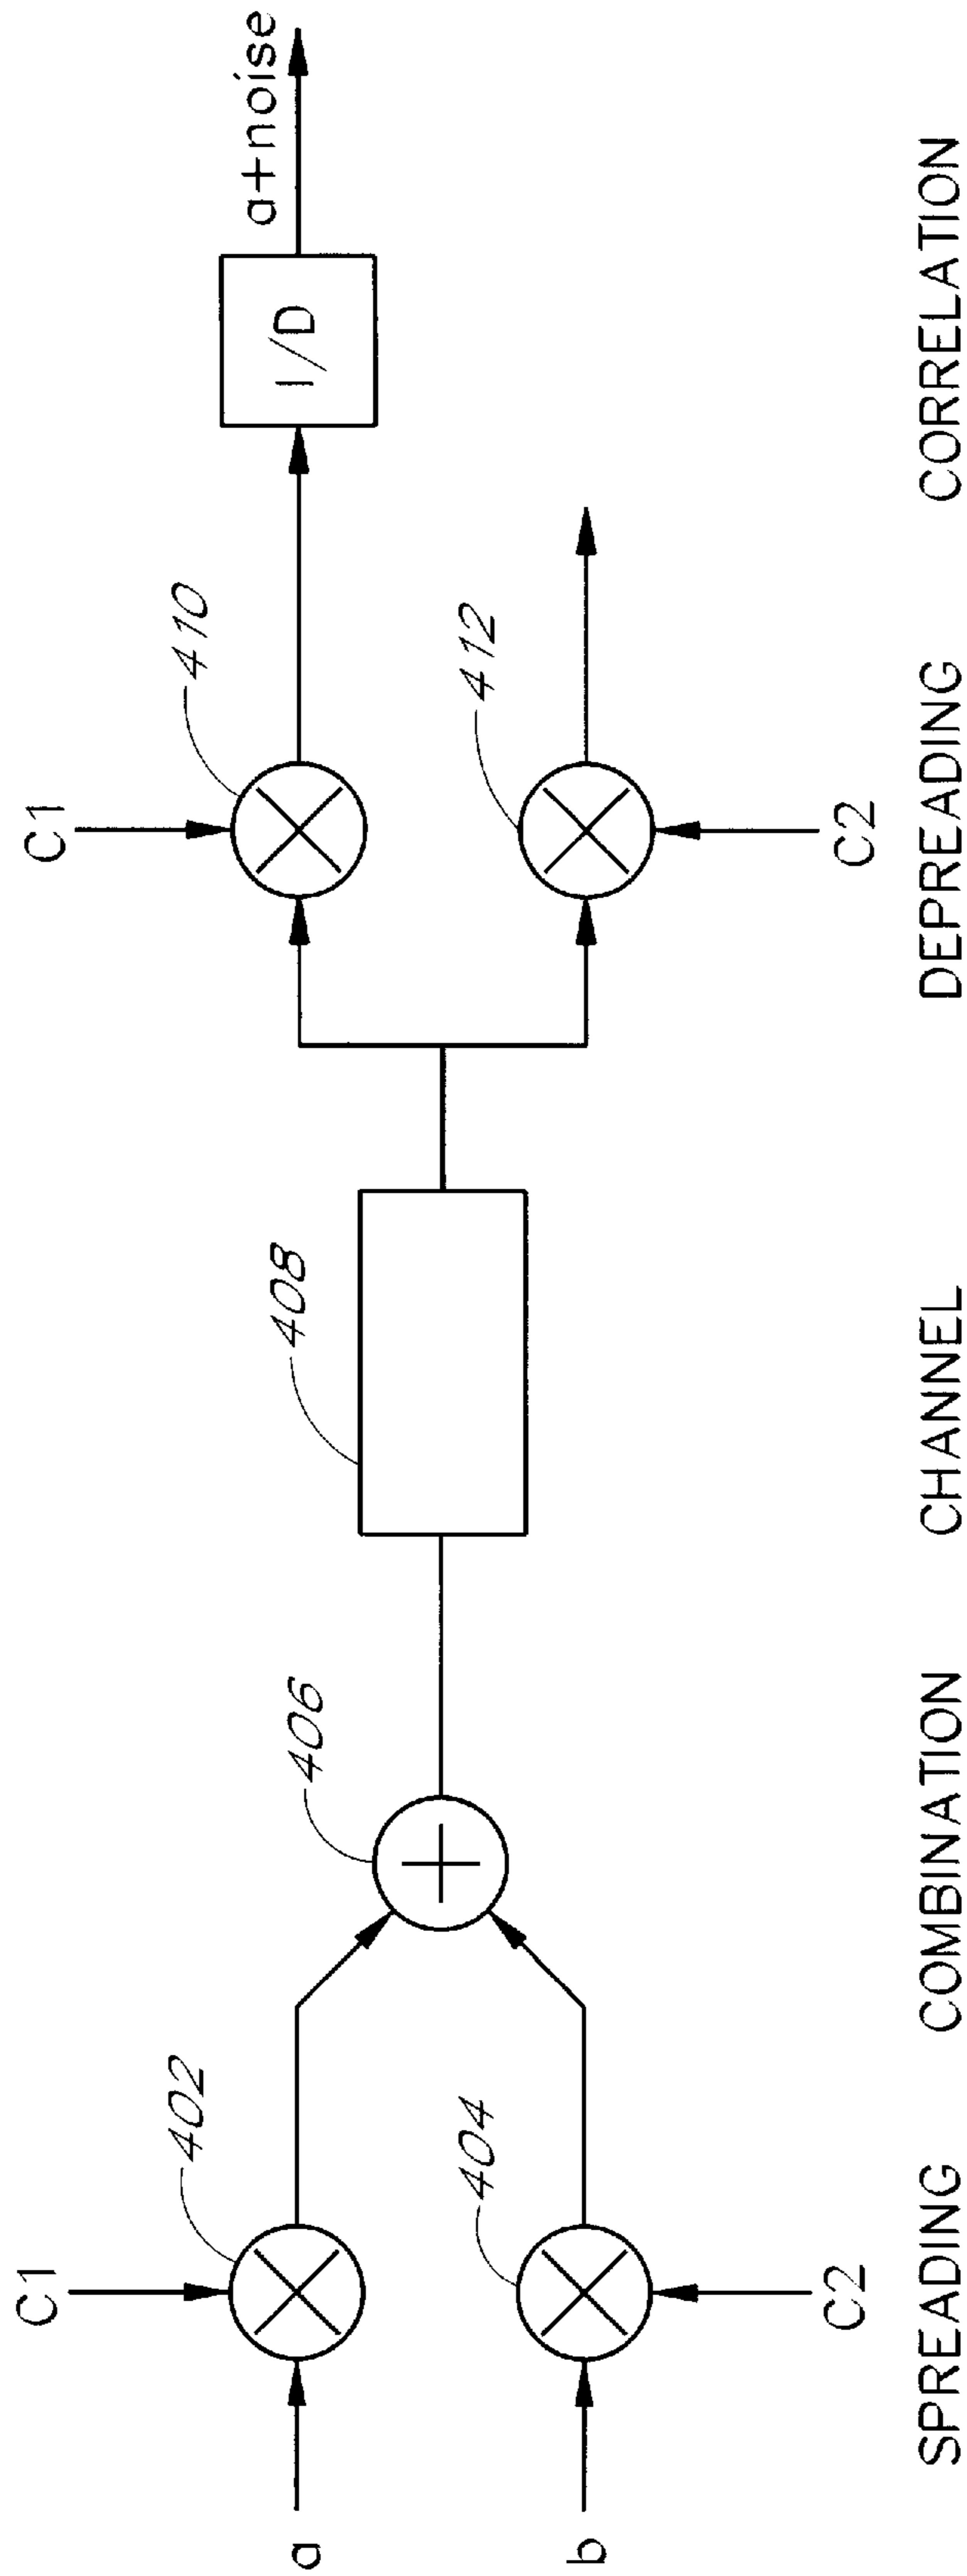 C1
402
a
406
408
C1
410
I/D
a+noise
b
404
C2
412
C2
SPREADING
COMBINATION
CHANNEL
DEPREADING
CORRELATION